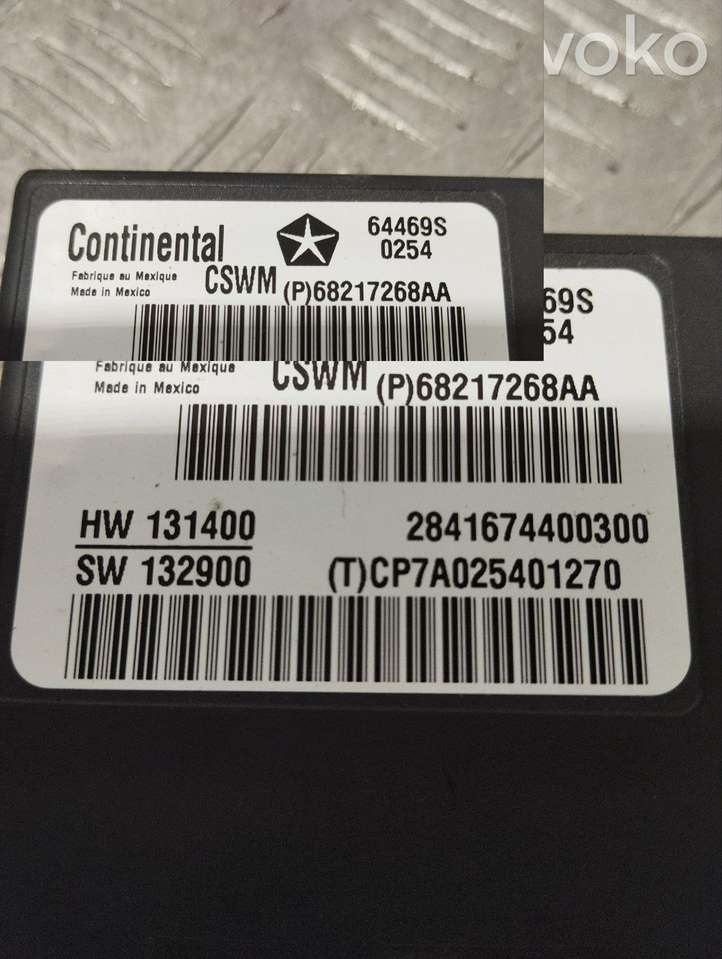 voko
Continental
64469S
0254
Fabrique au Mexique
Made in Mexico
CSWM (P)68217268AA
69S
54
Fabrique au Mexique
Made in Mexico
CSWM (P)68217268AA
HW 131400 2841674400300
SW 132900 (T)CP7A025401270